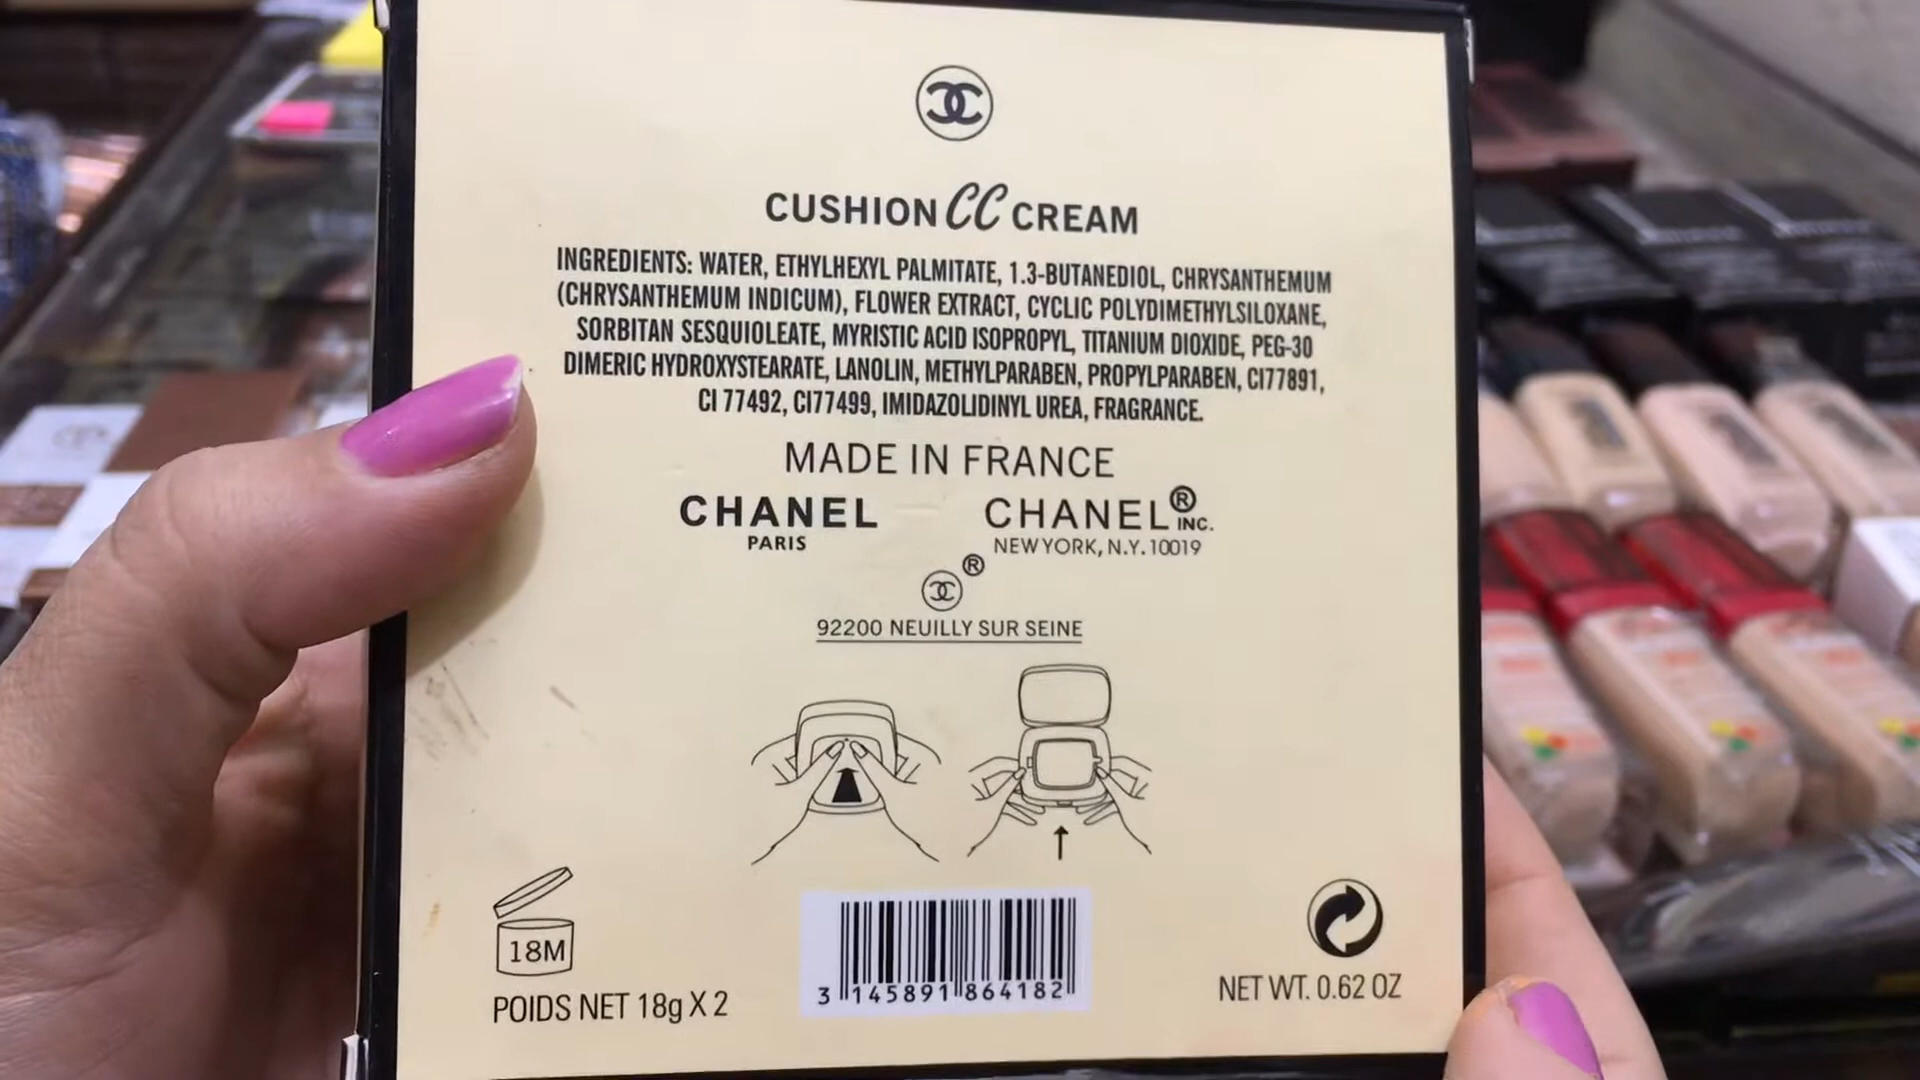 CUSHION CC CREAM
INGREDIENTS: WATER, ETHYLHEXYL PALMITATE, 1.3-BUTANEDIOL, CHRYSANTHEMUM
(CHRYSANTHEMUM INDICUM), FLOWER EXTRACT, CYCLIC POLYDIMETHYLSILOXANE,
SORBITAN SESQUIOLEATE, MYRISTIC ACID ISOPROPYL, TITANIUM DIOXIDE, PEG-30
DIMERIC HYDROXYSTEARATE, LANOLIN, METHYLPARABEN, PROPYLPARABEN, CI77891,
CI 77492, CI77499, IMIDAZOLIDINYL UREA, FRAGRANCE.
MADE IN FRANCE
CHANEL
PARIS
CHANEL® INC.
NEW YORK, N.Y. 10019
®
92200 NEUILLY SUR SEINE
18M
POIDS NET 18g X 2
3 145891 864182
NET WT. 0.62 OZ